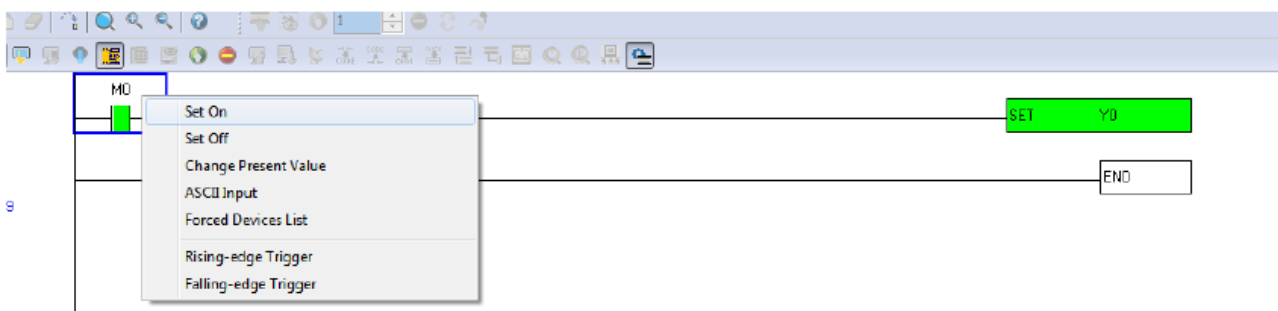 1
M0
Set On
SET Y0
Set Off
Change Present Value
END
ASCII Input
Forced Devices List
Rising-edge Trigger
Falling-edge Trigger